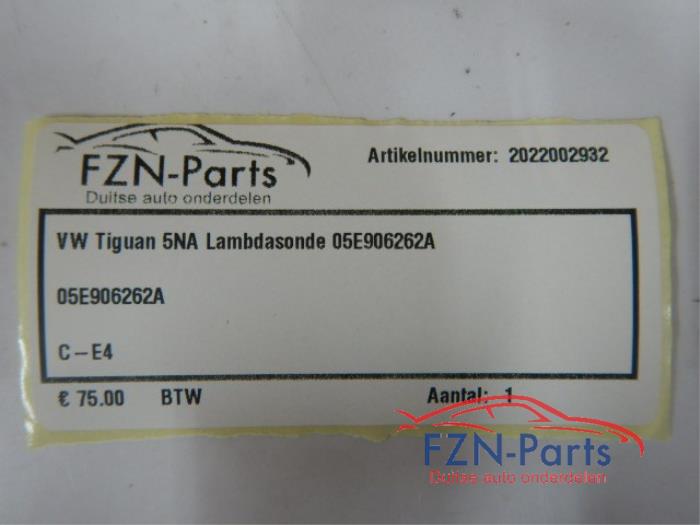 FZN-Parts
Duitse auto onderdelen
Artikelnummer: 2022002932
VW Tiguan 5NA Lambdasonde 05E906262A
05E906262A
C-E4
€ 75.00 BTW Aantal: 1
FZN-Parts
Duitse auto onderdelen